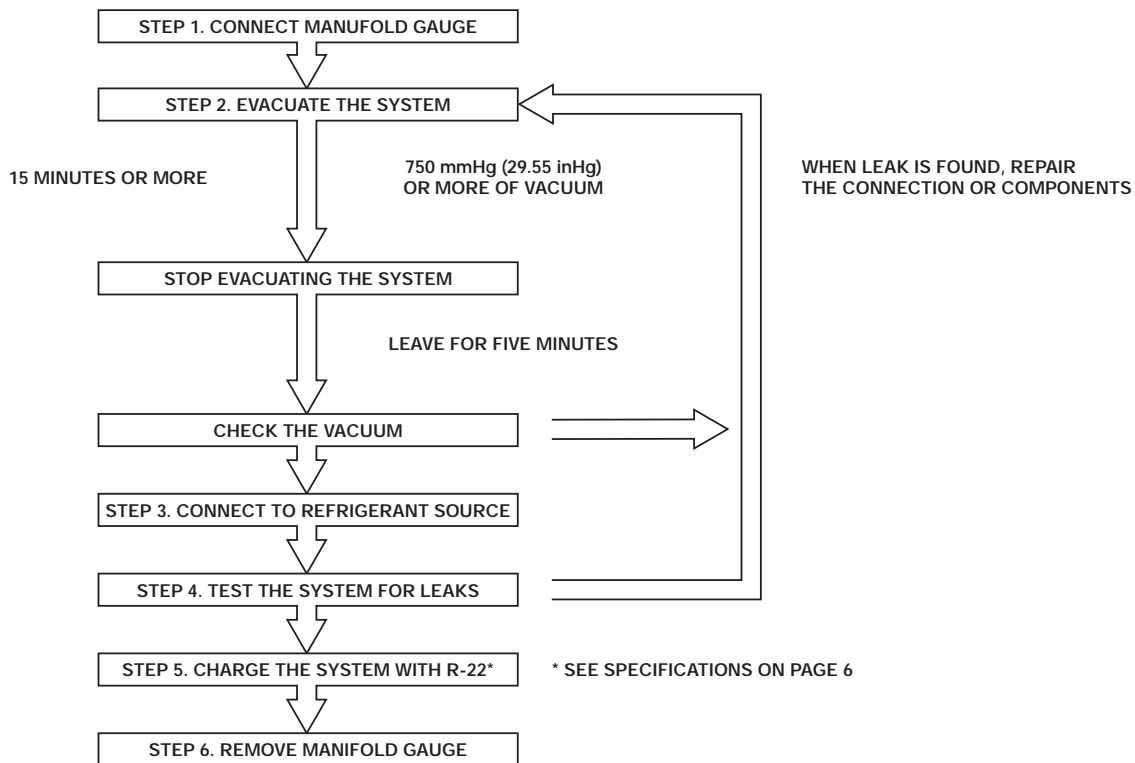 STEP 1. CONNECT MANUFOLD GAUGE
STEP 2. EVACUATE THE SYSTEM
15 MINUTES OR MORE
750 mmHg (29.55 inHg)
OR MORE OF VACUUM
WHEN LEAK IS FOUND, REPAIR
THE CONNECTION OR COMPONENTS
STOP EVACUATING THE SYSTEM
LEAVE FOR FIVE MINUTES
CHECK THE VACUUM
STEP 3. CONNECT TO REFRIGERANT SOURCE
STEP 4. TEST THE SYSTEM FOR LEAKS
STEP 5. CHARGE THE SYSTEM WITH R-22*
* SEE SPECIFICATIONS ON PAGE 6
STEP 6. REMOVE MANIFOLD GAUGE